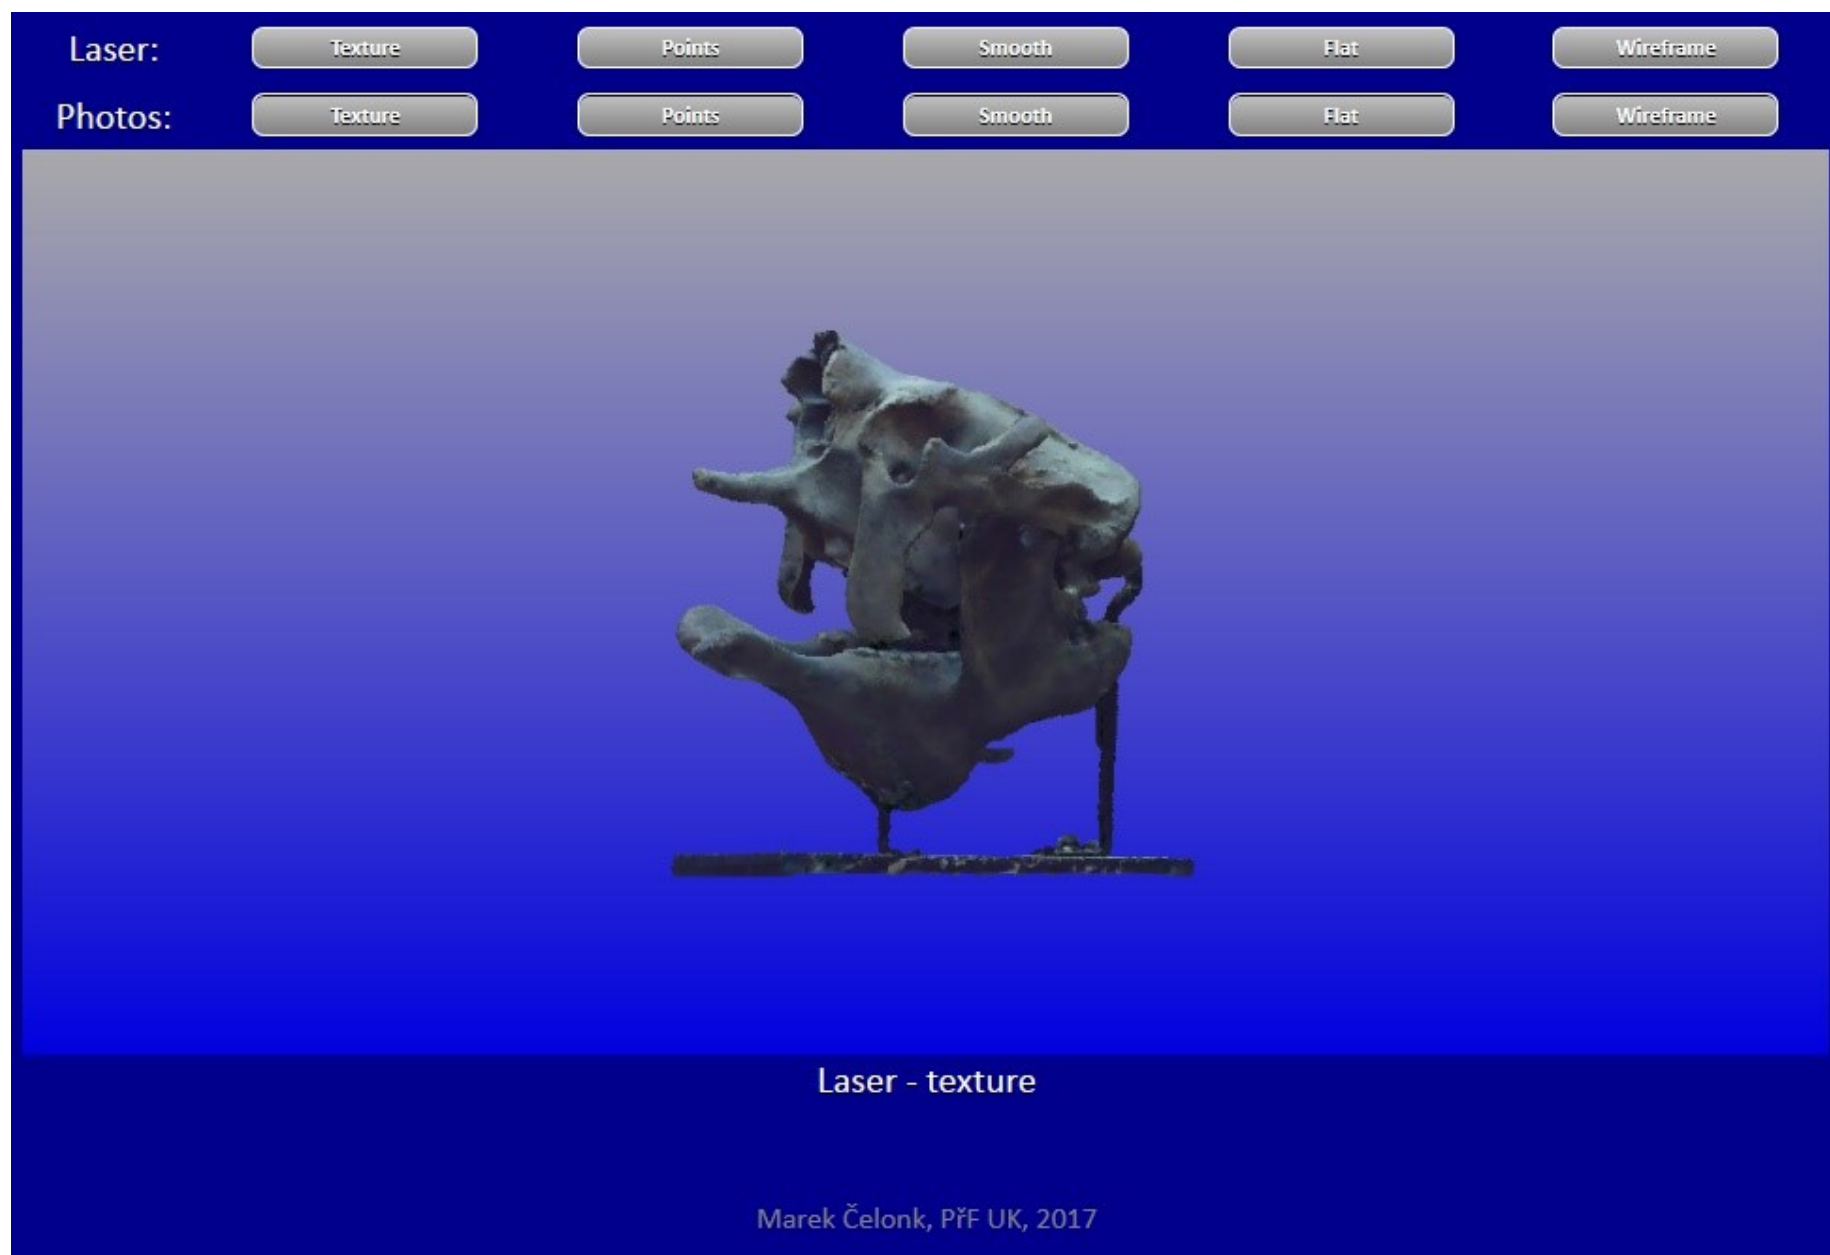 Laser: Texture Points Smooth Flat Wireframe
Photos: Texture Points Smooth Flat Wireframe
Laser - texture
Marek Čelonk, PřF UK, 2017